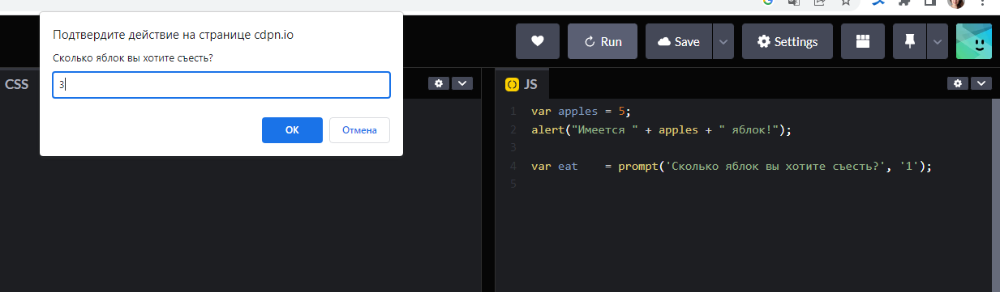 Подтвердите действие на странице cdpn.io
Сколько яблок вы хотите съесть?
3
ОК
Отмена
Run
Save
Settings
CSS
JS
1 var apples = 5;
2 alert("Имеется " + apples + " яблок!");
3
4 var eat    = prompt('Сколько яблок вы хотите съесть?', '1');
5